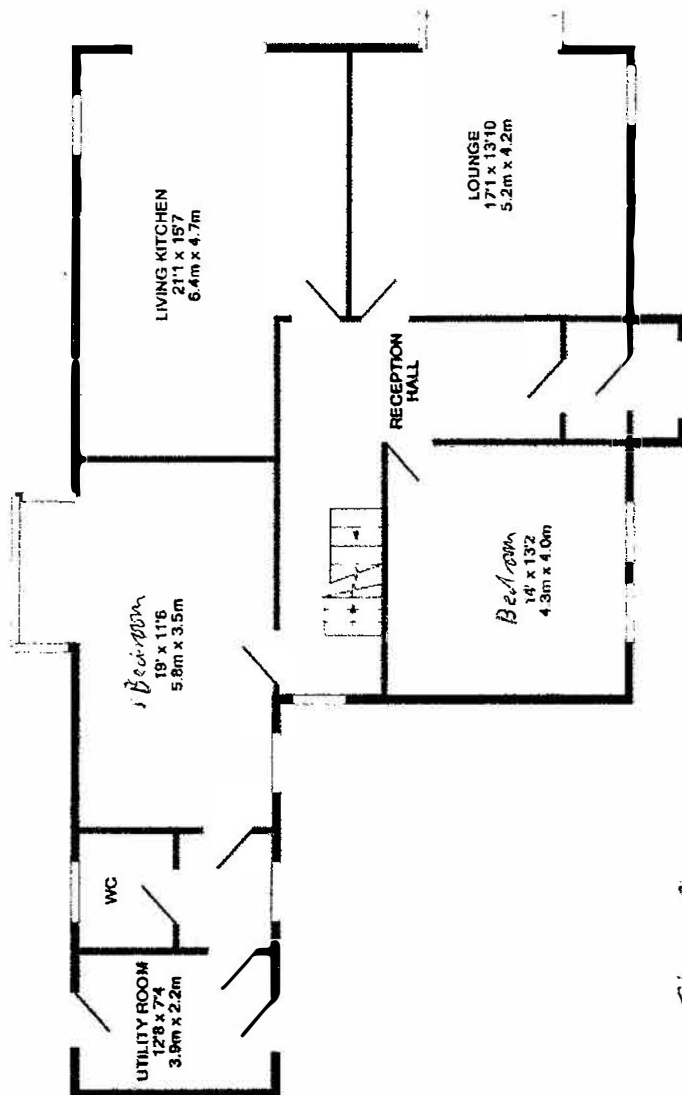 LIVING KITCHEN
21'1 x 15'7
6.4m x 4.7m
LOUNGE
17'1 x 13'10
5.2m x 4.2m
RECEPTION
HALL
Bedroom
19' x 11'6
5.8m x 3.5m
Bedroom
14' x 13'2
4.3m x 4.0m
WC
UTILITY ROOM
12'8 x 7'4
3.9m x 2.2m